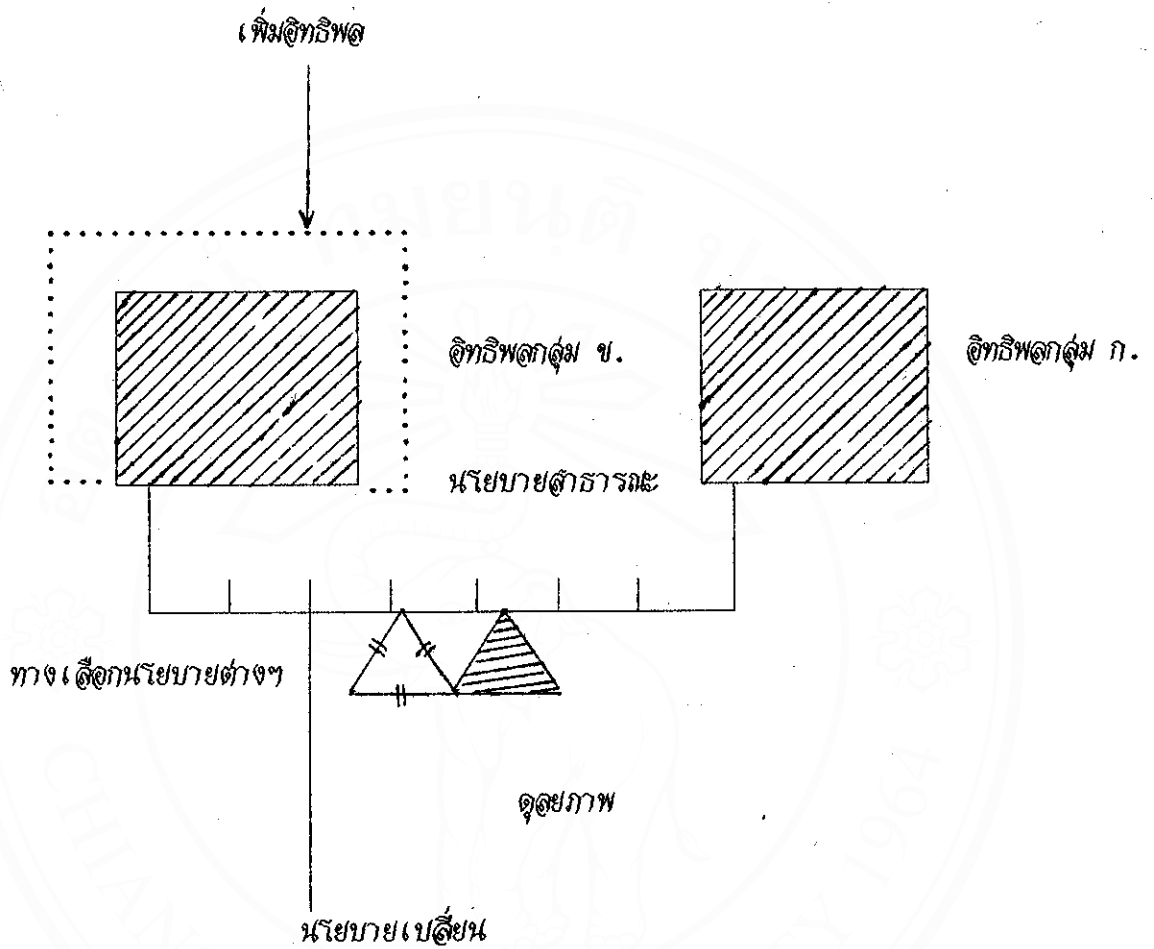 เพิ่มอิทธิพล
อิทธิพลกลุ่ม ข.
อิทธิพลกลุ่ม ก.
นโยบายสาธารณะ
ทางเลือกนโยบายต่างๆ
ดุลยภาพ
นโยบายเปลี่ยน